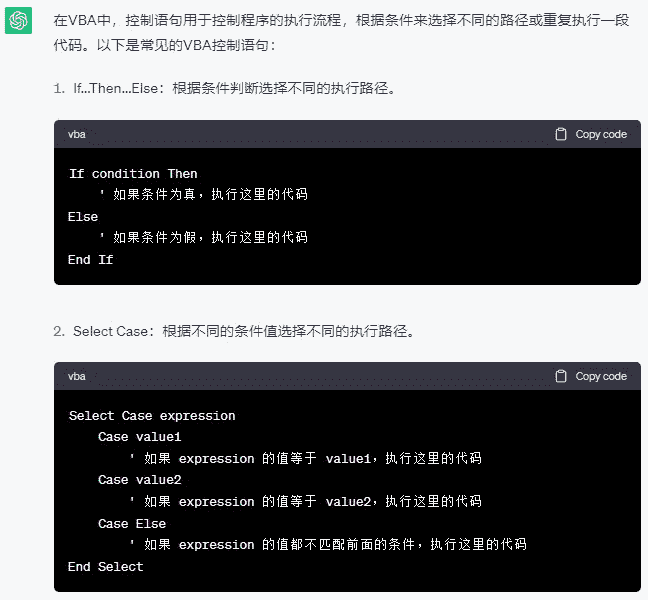 在VBA中，控制语句用于控制程序的执行流程，根据条件来选择不同的路径或重复执行一段
代码。以下是常见的VBA控制语句：
1. If...Then...Else：根据条件判断选择不同的执行路径。
vba Copy code
If condition Then
    ' 如果条件为真，执行这里的代码
Else
    ' 如果条件为假，执行这里的代码
End If
2. Select Case：根据不同的条件值选择不同的执行路径。
vba Copy code
Select Case expression
    Case value1
        ' 如果 expression 的值等于 value1，执行这里的代码
    Case value2
        ' 如果 expression 的值等于 value2，执行这里的代码
    Case Else
        ' 如果 expression 的值都不匹配前面的条件，执行这里的代码
End Select